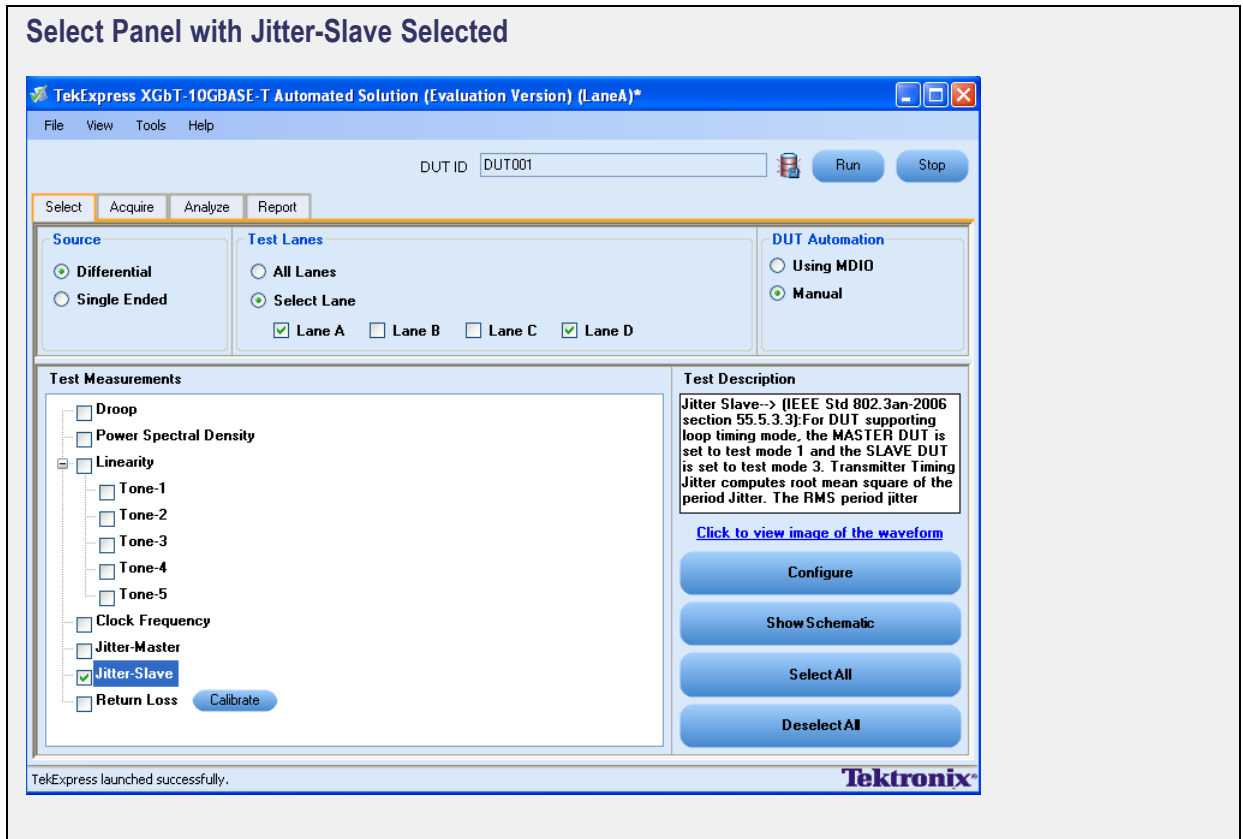 Select Panel with Jitter-Slave Selected
TekExpress XGbT-10GBASE-T Automated Solution (Evaluation Version) (LaneA)*
File View Tools Help
DUT ID DUT001 Run Stop
Select Acquire Analyze Report
Source
Differential
Single Ended
Test Lanes
All Lanes
Select Lane
Lane A Lane B Lane C Lane D
DUT Automation
Using MDIO
Manual
Test Measurements
Droop
Power Spectral Density
Linearity
Tone-1
Tone-2
Tone-3
Tone-4
Tone-5
Clock Frequency
Jitter-Master
Jitter-Slave
Return Loss Calibrate
Test Description
Jitter Slave--> (IEEE Std 802.3an-2006
section 55.5.3.3):For DUT supporting
loop timing mode, the MASTER DUT is
set to test mode 1 and the SLAVE DUT
is set to test mode 3. Transmitter Timing
Jitter computes root mean square of the
period Jitter. The RMS period jitter
Click to view image of the waveform
Configure
Show Schematic
Select All
Deselect All
TekExpress launched successfully.
Tektronix